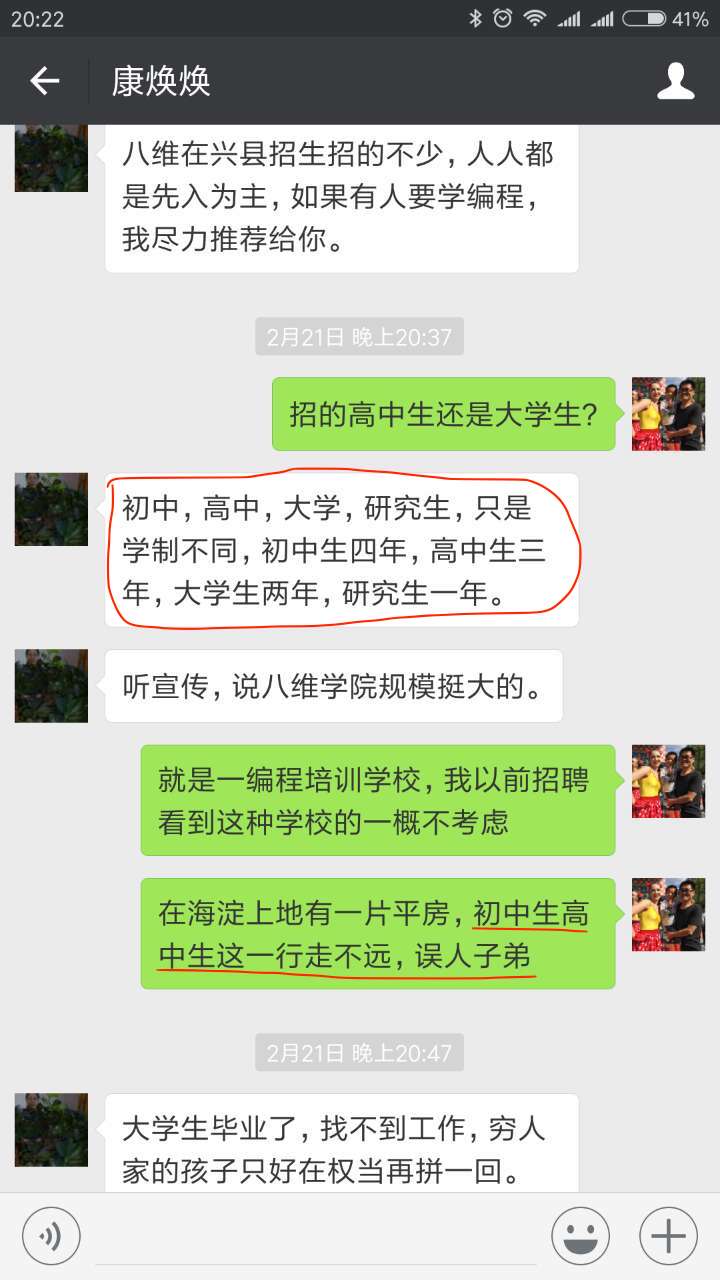 20:22
41%
康焕焕
八维在兴县招生招的不少，人人都
是先入为主，如果有人要学编程，
我尽力推荐给你。
2月21日 晚上20:37
招的高中生还是大学生?
初中，高中，大学，研究生，只是
学制不同，初中生四年，高中生三
年，大学生两年，研究生一年。
听宣传，说八维学院规模挺大的。
就是一编程培训学校，我以前招聘
看到这种学校的一概不考虑
在海淀上地有一片平房，初中生高
中生这一行走不远，误人子弟
2月21日 晚上20:47
大学生毕业了，找不到工作，穷人
家的孩子只好在权当再拼一回。